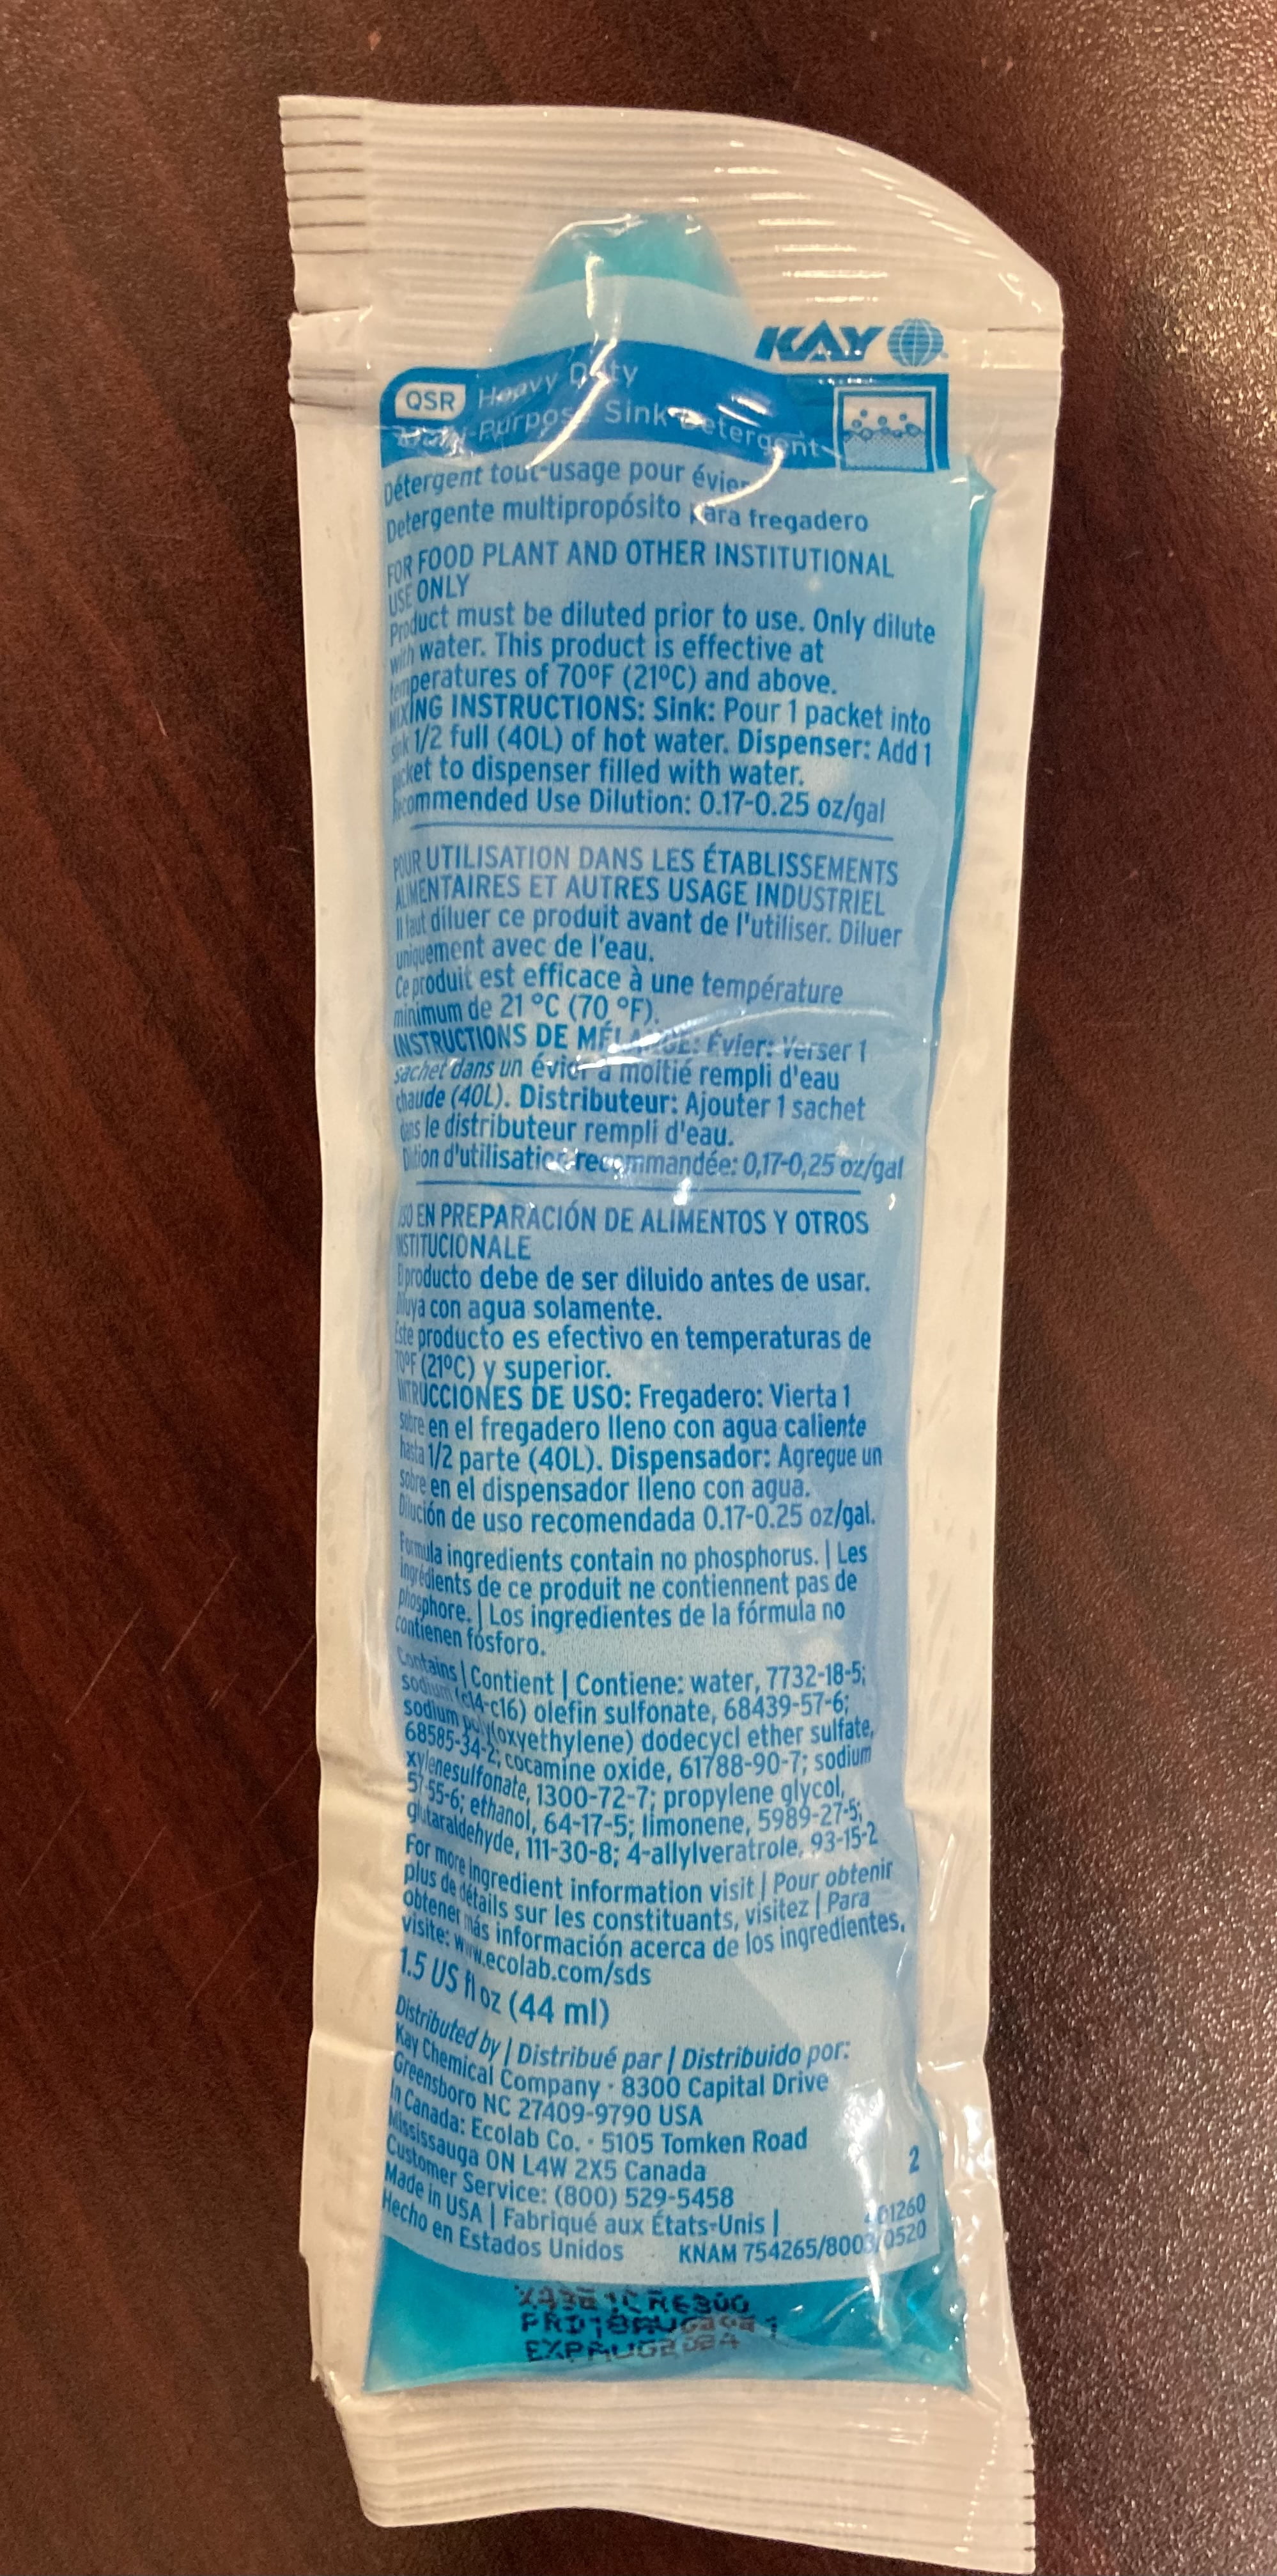 KAY
QSR Heavy Duty
Multi-Purpose Sink Detergent
Détergent tout-usage pour évier
Detergente multipropósito para fregadero
FOR FOOD PLANT AND OTHER INSTITUTIONAL
USE ONLY
Product must be diluted prior to use. Only dilute
with water. This product is effective at
temperatures of 70°F (21°C) and above.
MIXING INSTRUCTIONS: Sink: Pour 1 packet into
sink 1/2 full (40L) of hot water. Dispenser: Add 1
packet to dispenser filled with water.
Recommended Use Dilution: 0.17-0.25 oz/gal
POUR UTILISATION DANS LES ÉTABLISSEMENTS
ALIMENTAIRES ET AUTRES USAGE INDUSTRIEL
Il faut diluer ce produit avant de l'utiliser. Diluer
uniquement avec de l'eau.
Ce produit est efficace à une température
minimum de 21 °C (70 °F).
INSTRUCTIONS DE MÉLANGE: Évier: Verser 1
sachet dans un évier à moitié rempli d'eau
chaude (40L). Distributeur: Ajouter 1 sachet
dans le distributeur rempli d'eau.
Dilution d'utilisation recommandée: 0,17-0,25 oz/gal
USO EN PREPARACIÓN DE ALIMENTOS Y OTROS
INSTITUCIONALE
El producto debe de ser diluido antes de usar.
Diluya con agua solamente.
Este producto es efectivo en temperaturas de
70°F (21°C) y superior.
INTRUCCIONES DE USO: Fregadero: Vierta 1
sobre en el fregadero lleno con agua caliente
hasta 1/2 parte (40L). Dispensador: Agregue un
sobre en el dispensador lleno con agua.
Dilución de uso recomendada 0.17-0.25 oz/gal.
Formula ingredients contain no phosphorus. | Les
ingrédients de ce produit ne contiennent pas de
phosphore. | Los ingredientes de la fórmula no
contienen fósforo.
Contains | Contient | Contiene: water, 7732-18-5;
sodium (c14-c16) olefin sulfonate, 68439-57-6;
sodium poly(oxyethylene) dodecycl ether sulfate,
68585-34-2; cocamine oxide, 61788-90-7; sodium
xylenesulfonate, 1300-72-7; propylene glycol,
57-55-6; ethanol, 64-17-5; limonene, 5989-27-5;
glutaraldehyde, 111-30-8; 4-allylveratrole, 93-15-2
For more ingredient information visit | Pour obtenir
plus de détails sur les constituants, visitez | Para
obtener más información acerca de los ingredientes,
visite: www.ecolab.com/sds
1.5 US fl oz (44 ml)
Distributed by | Distribué par | Distribuido por:
Kay Chemical Company · 8300 Capital Drive
Greensboro NC 27409-9790 USA
In Canada: Ecolab Co. · 5105 Tomken Road
Mississauga ON L4W 2X5 Canada
2
Customer Service: (800) 529-5458
Made in USA | Fabriqué aux États-Unis |
Hecho en Estados Unidos KNAM 754265/8003/0520
PRD18AUG2021
EXPAUG2024